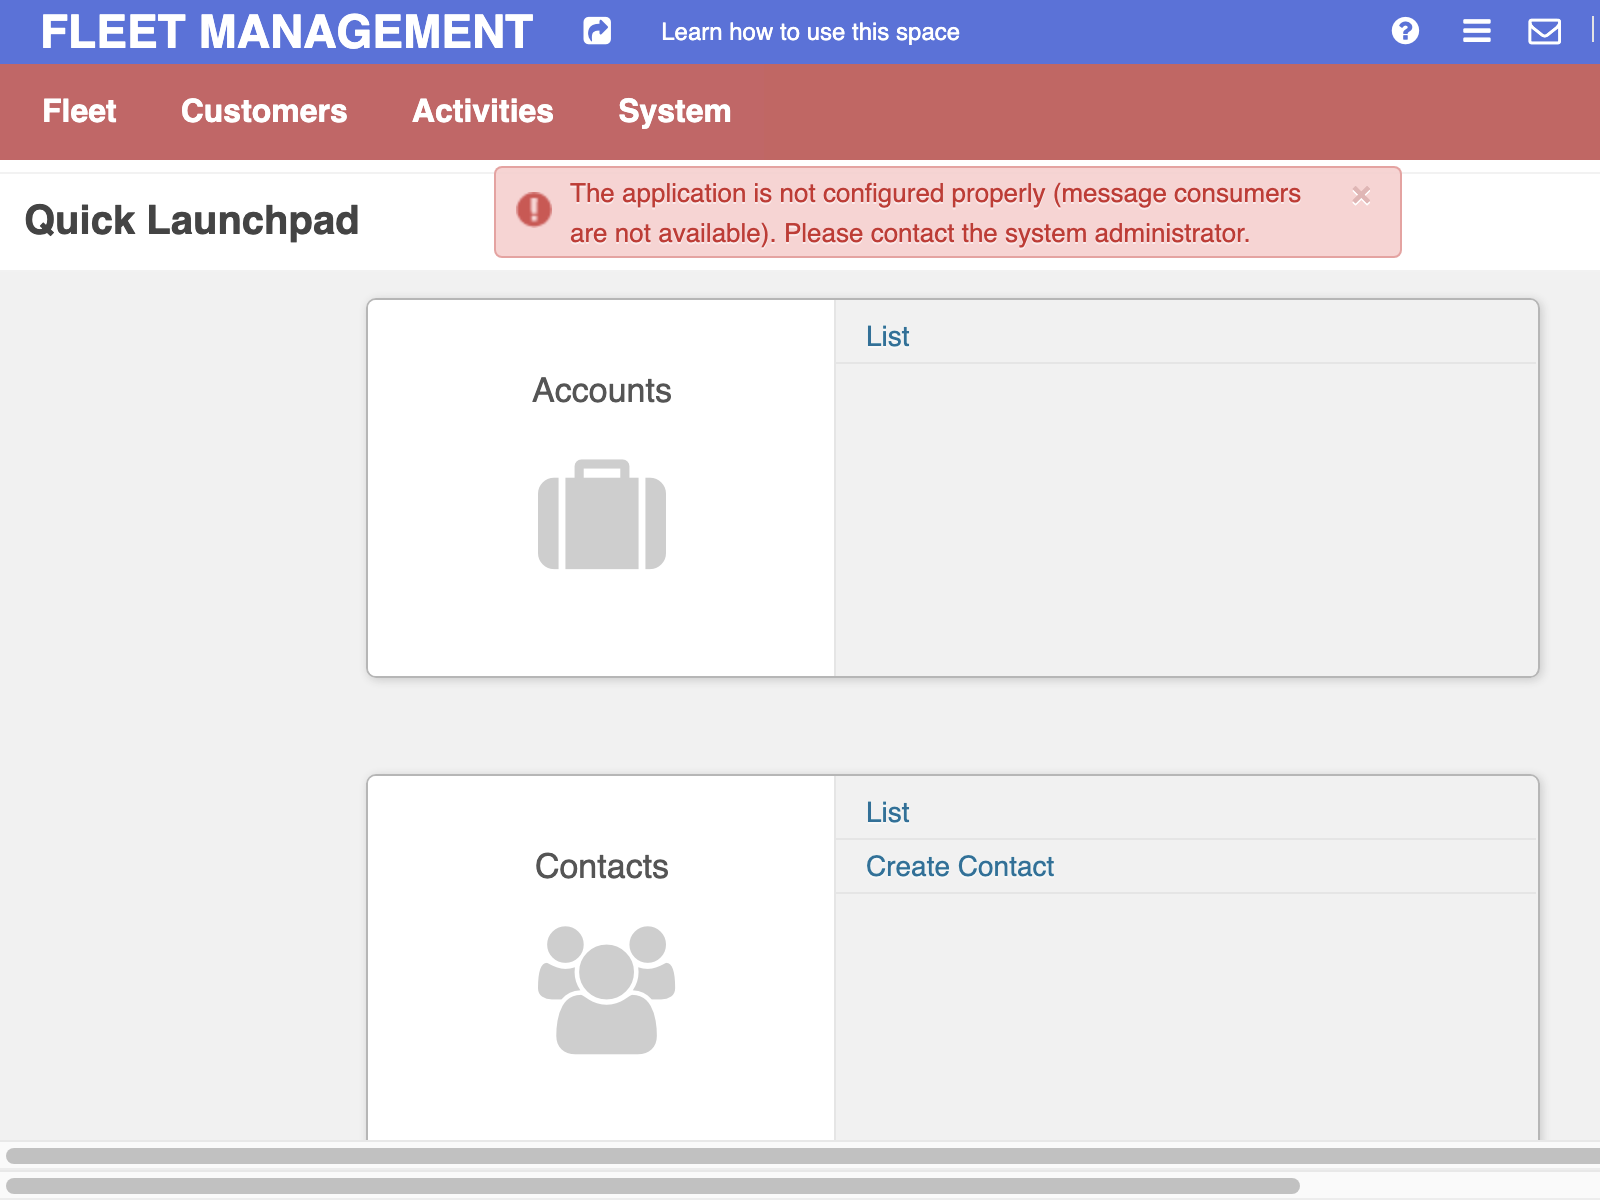 FLEET MANAGEMENT
Learn how to use this space
Fleet
Customers
Activities
System
Quick Launchpad
The application is not configured properly (message consumers
are not available). Please contact the system administrator.
Accounts
List
Contacts
List
Create Contact